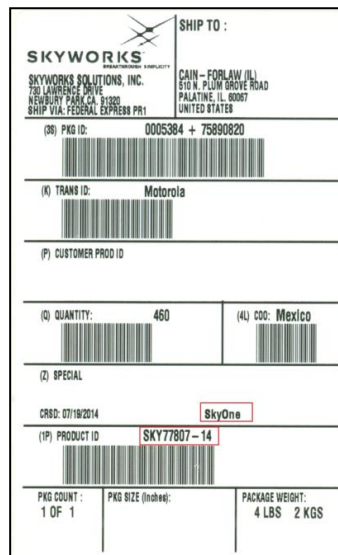 SKYWORKS
BREAKTHROUGH SIMPLICITY
SKYWORKS SOLUTIONS, INC.
730 LAWRENCE DRIVE
NEWBURY PARK,CA. 91320
SHIP VIA: FEDERAL EXPRESS PR1
SHIP TO :
CAIN – FORLAW (IL)
510 N. PLUM GROVE ROAD
PALATINE, IL. 60067
UNITED STATES
(3S) PKG ID: 0005384 + 75890820
(K) TRANS ID: Motorola
(P) CUSTOMER PROD ID
(Q) QUANTITY: 460
(4L) COO: Mexico
(Z) SPECIAL
CRSD: 07/19/2014 SkyOne
(1P) PRODUCT ID SKY77807–14
PKG COUNT :
1 OF 1
PKG SIZE (Inches):
PACKAGE WEIGHT:
4 LBS 2 KGS